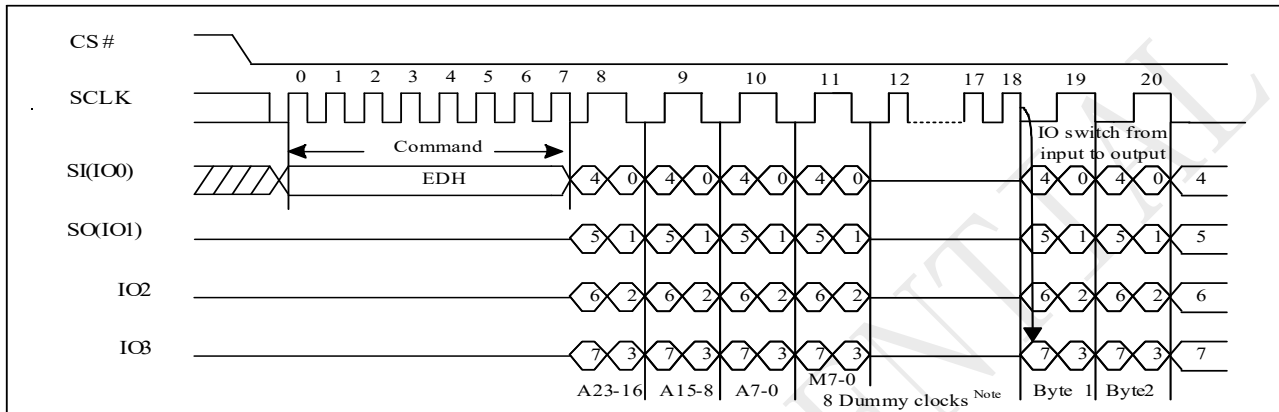 CS#
0 1 2 3 4 5 6 7 8 9 10 11 12 17 18 19 20
SCLK
Command
IO switch from
input to output
SI(IO0)
EDH
4 0 4 0 4 0 4 0 4 0 4 0 4
SO(IO1)
5 1 5 1 5 1 5 1 5 1 5 1 5
IO2
6 2 6 2 6 2 6 2 6 2 6 2 6
IO3
7 3 7 3 7 3 7 3 7 3 7 3 7
A23-16 A15-8 A7-0 M7-0
8 Dummy clocks Note
Byte 1 Byte2
ENTIAL